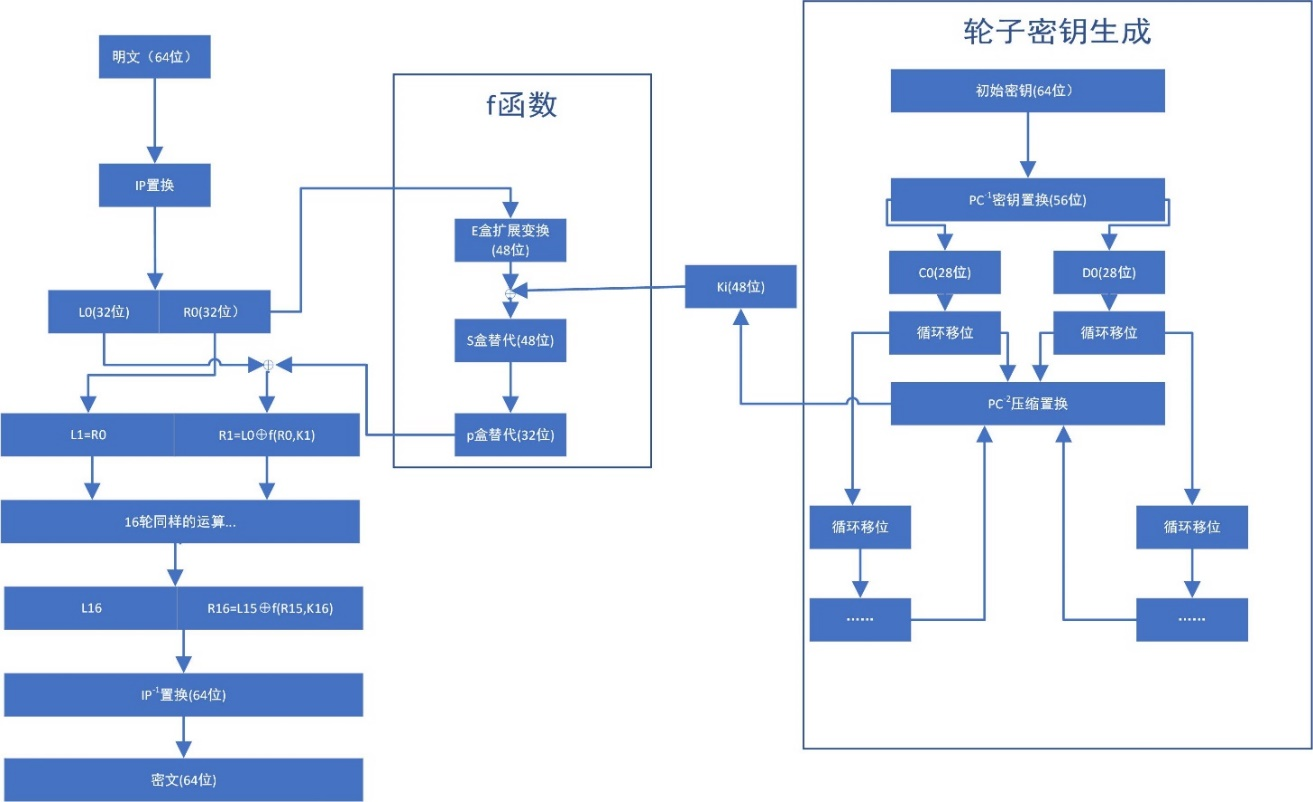 明文（64位）
IP置换
L0(32位)
R0(32位）
L1=R0
R1=L0⊕f(R0,K1)
16轮同样的运算...
L16
R16=L15⊕f(R15,K16)
IP⁻¹置换(64位)
密文(64位)
f函数
E盒扩展变换
(48位)
S盒替代(48位)
p盒替代(32位)
Ki(48位)
轮子密钥生成
初始密钥(64位）
PC⁻¹密钥置换(56位)
C0(28位)
D0(28位)
循环移位
循环移位
PC⁻²压缩置换
循环移位
循环移位
······
······